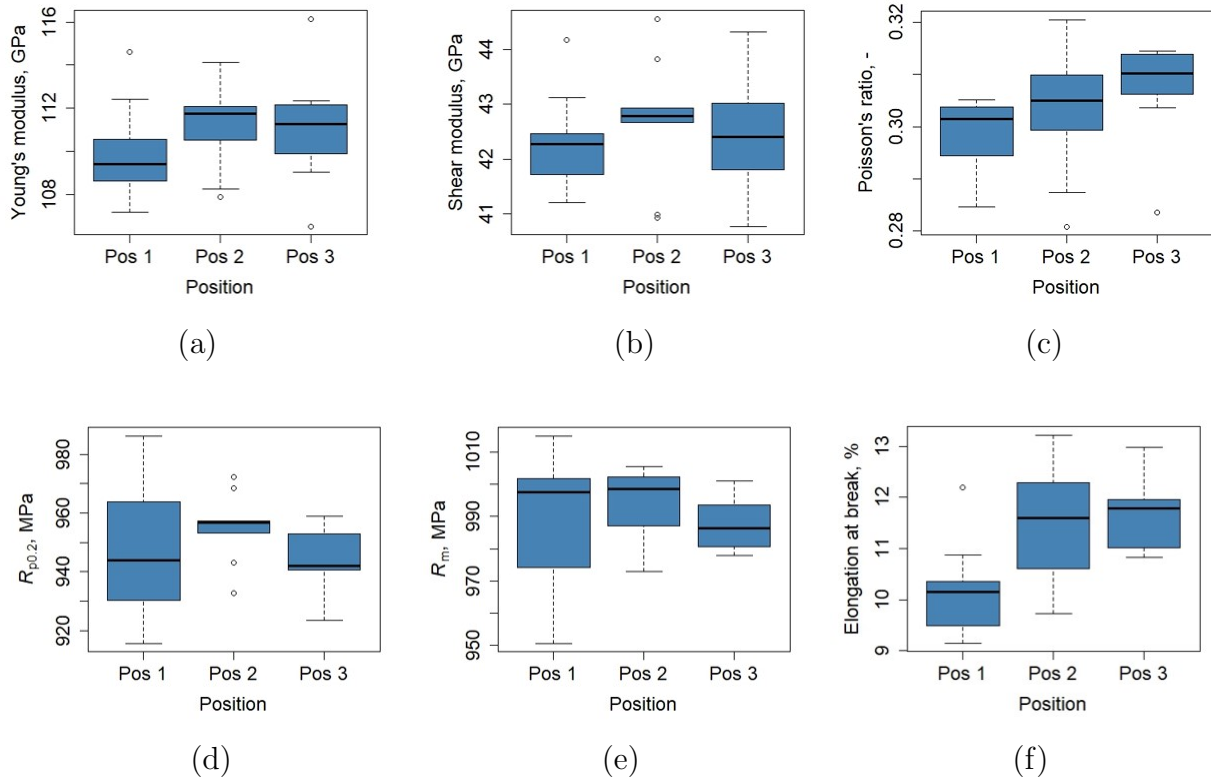 Young's modulus, GPa
108
112
116
Pos 1 Pos 2 Pos 3
Position
(a)
Shear modulus, GPa
41
42
43
44
Pos 1 Pos 2 Pos 3
Position
(b)
Poisson's ratio, -
0.28
0.30
0.32
Pos 1 Pos 2 Pos 3
Position
(c)
Rp0.2, MPa
920
940
960
980
Pos 1 Pos 2 Pos 3
Position
(d)
Rm, MPa
950
970
990
1010
Pos 1 Pos 2 Pos 3
Position
(e)
Elongation at break, %
9
10
11
12
13
Pos 1 Pos 2 Pos 3
Position
(f)